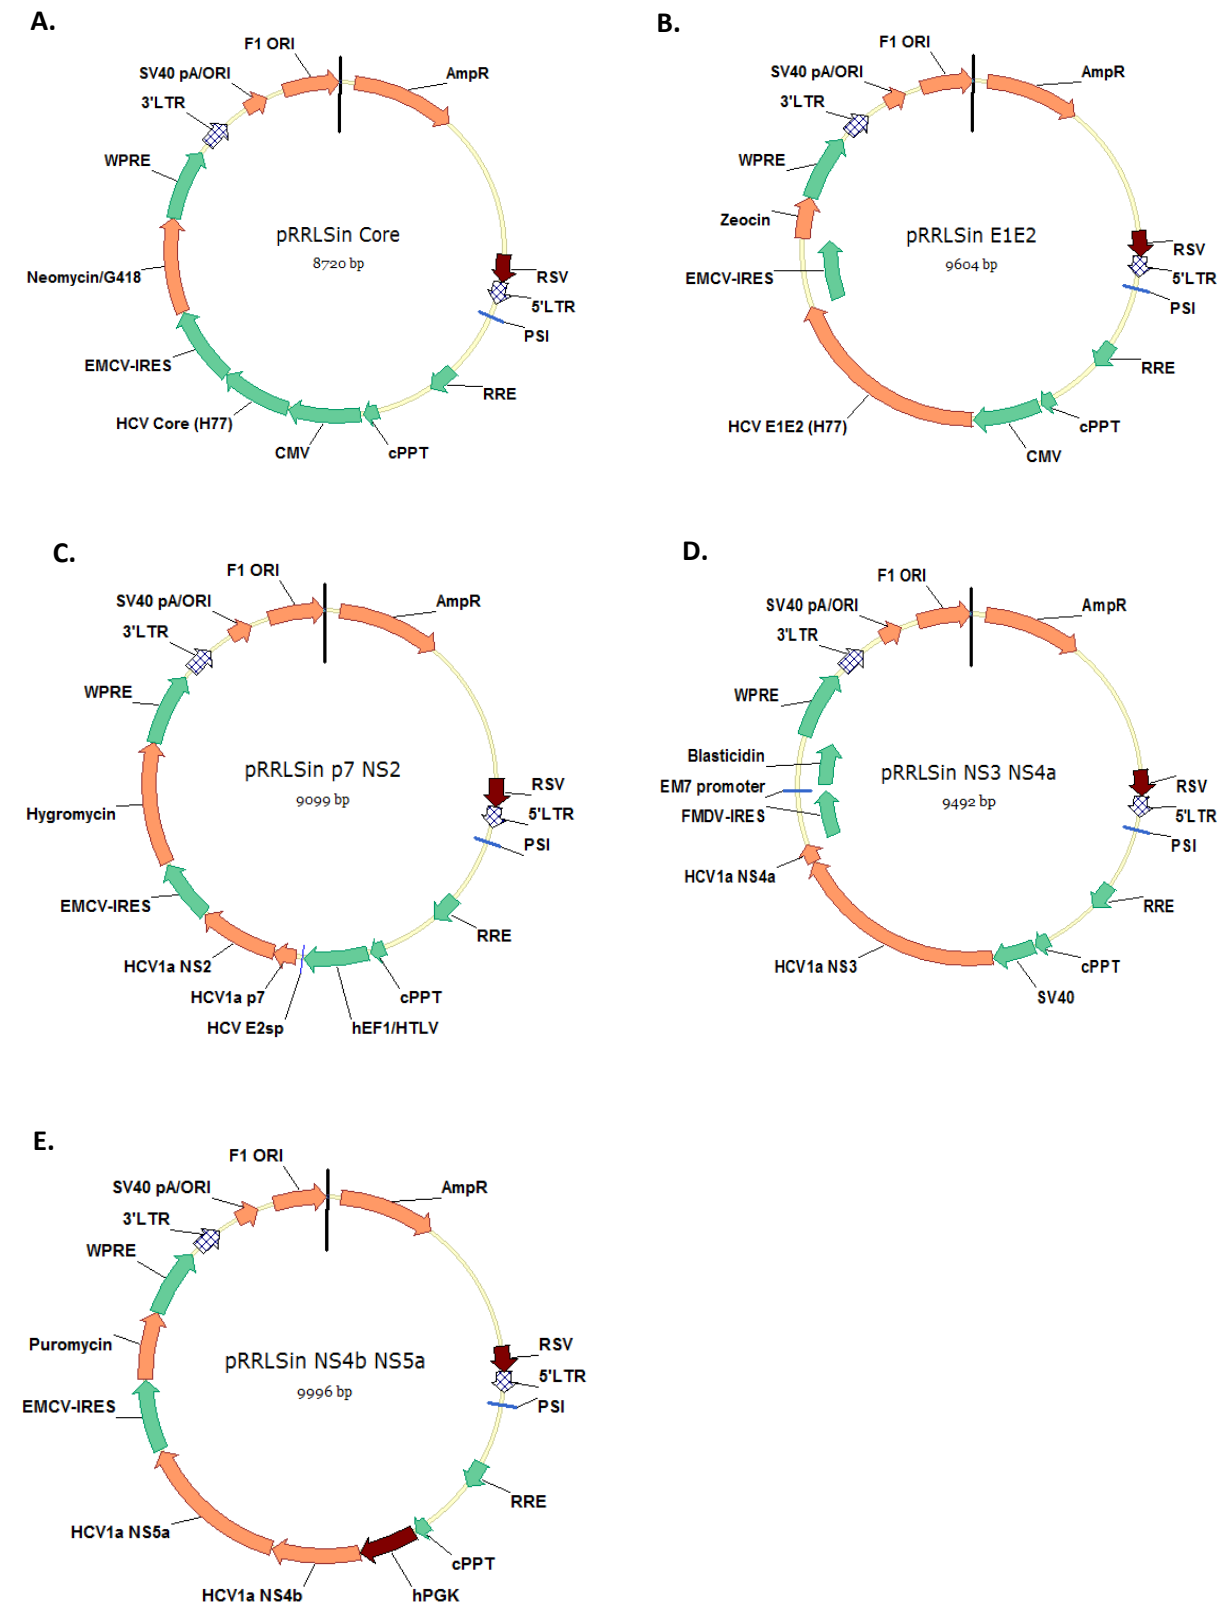 A.
F1 ORI
SV40 pA/ORI
AmpR
3'LTR
WPRE
pRRLSin Core
8720 bp
Neomycin/G418
RSV
5'LTR
PSI
EMCV-IRES
RRE
HCV Core (H77)
CMV
cPPT
B.
F1 ORI
SV40 pA/ORI
AmpR
3'LTR
WPRE
Zeocin
pRRLSin E1E2
9604 bp
RSV
EMCV-IRES
5'LTR
PSI
RRE
HCV E1E2 (H77)
cPPT
CMV
C.
F1 ORI
SV40 pA/ORI
AmpR
3'LTR
WPRE
pRRLSin p7 NS2
9099 bp
RSV
Hygromycin
5'LTR
PSI
EMCV-IRES
RRE
HCV1a NS2
HCV1a p7
cPPT
HCV E2sp
hEF1/HTLV
D.
F1 ORI
SV40 pA/ORI
AmpR
3'LTR
WPRE
Blasticidin
pRRLSin NS3 NS4a
9492 bp
EM7 promoter
RSV
FMDV-IRES
5'LTR
PSI
HCV1a NS4a
RRE
HCV1a NS3
cPPT
SV40
E.
F1 ORI
SV40 pA/ORI
AmpR
3'LTR
WPRE
Puromycin
RSV
pRRLSin NS4b NS5a
9996 bp
5'LTR
EMCV-IRES
PSI
RRE
HCV1a NS5a
cPPT
HCV1a NS4b
hPGK